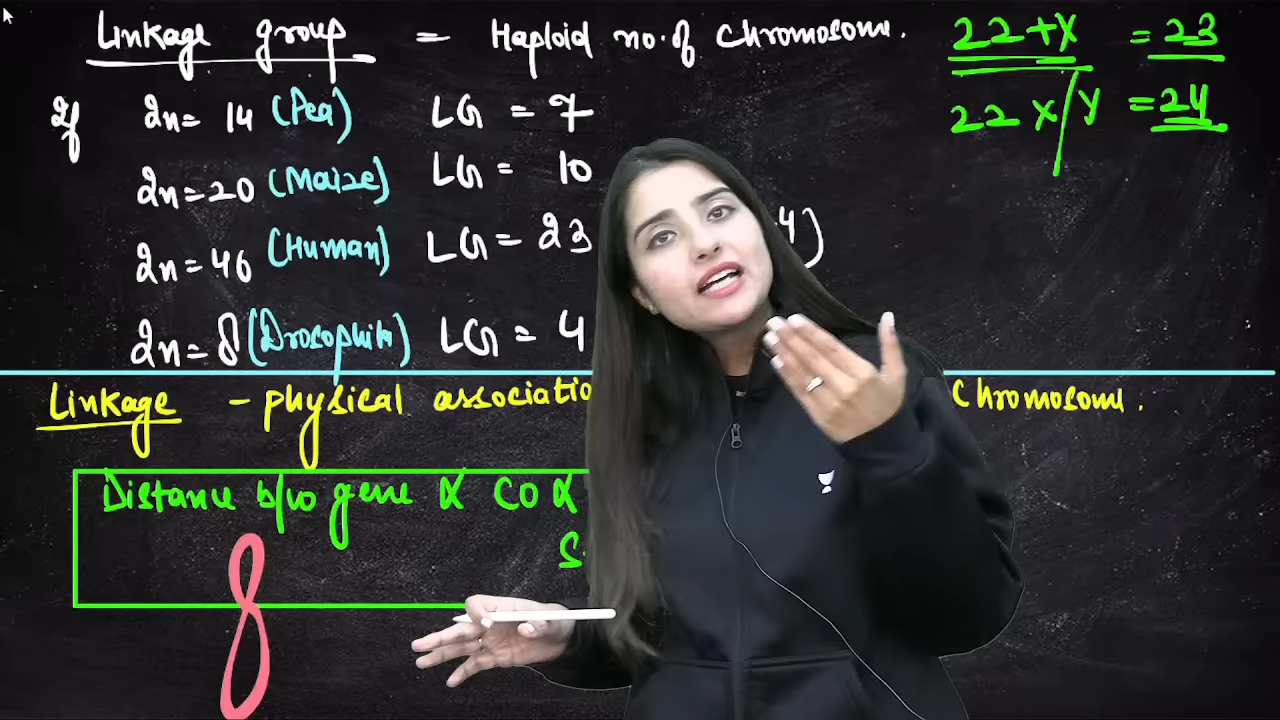 Linkage group = Haploid no. of Chromosome.
22+X = 23
22 X/Y = 24
If 2n = 14 (Pea) LG = 7
2n = 20 (Maize) LG = 10
2n = 46 (Human) LG = 23 4)
2n = 8 (Drosophila) LG = 4
Linkage - physical associatio Chromosome.
Distance b/w gene ∝ CO ∝
S
8